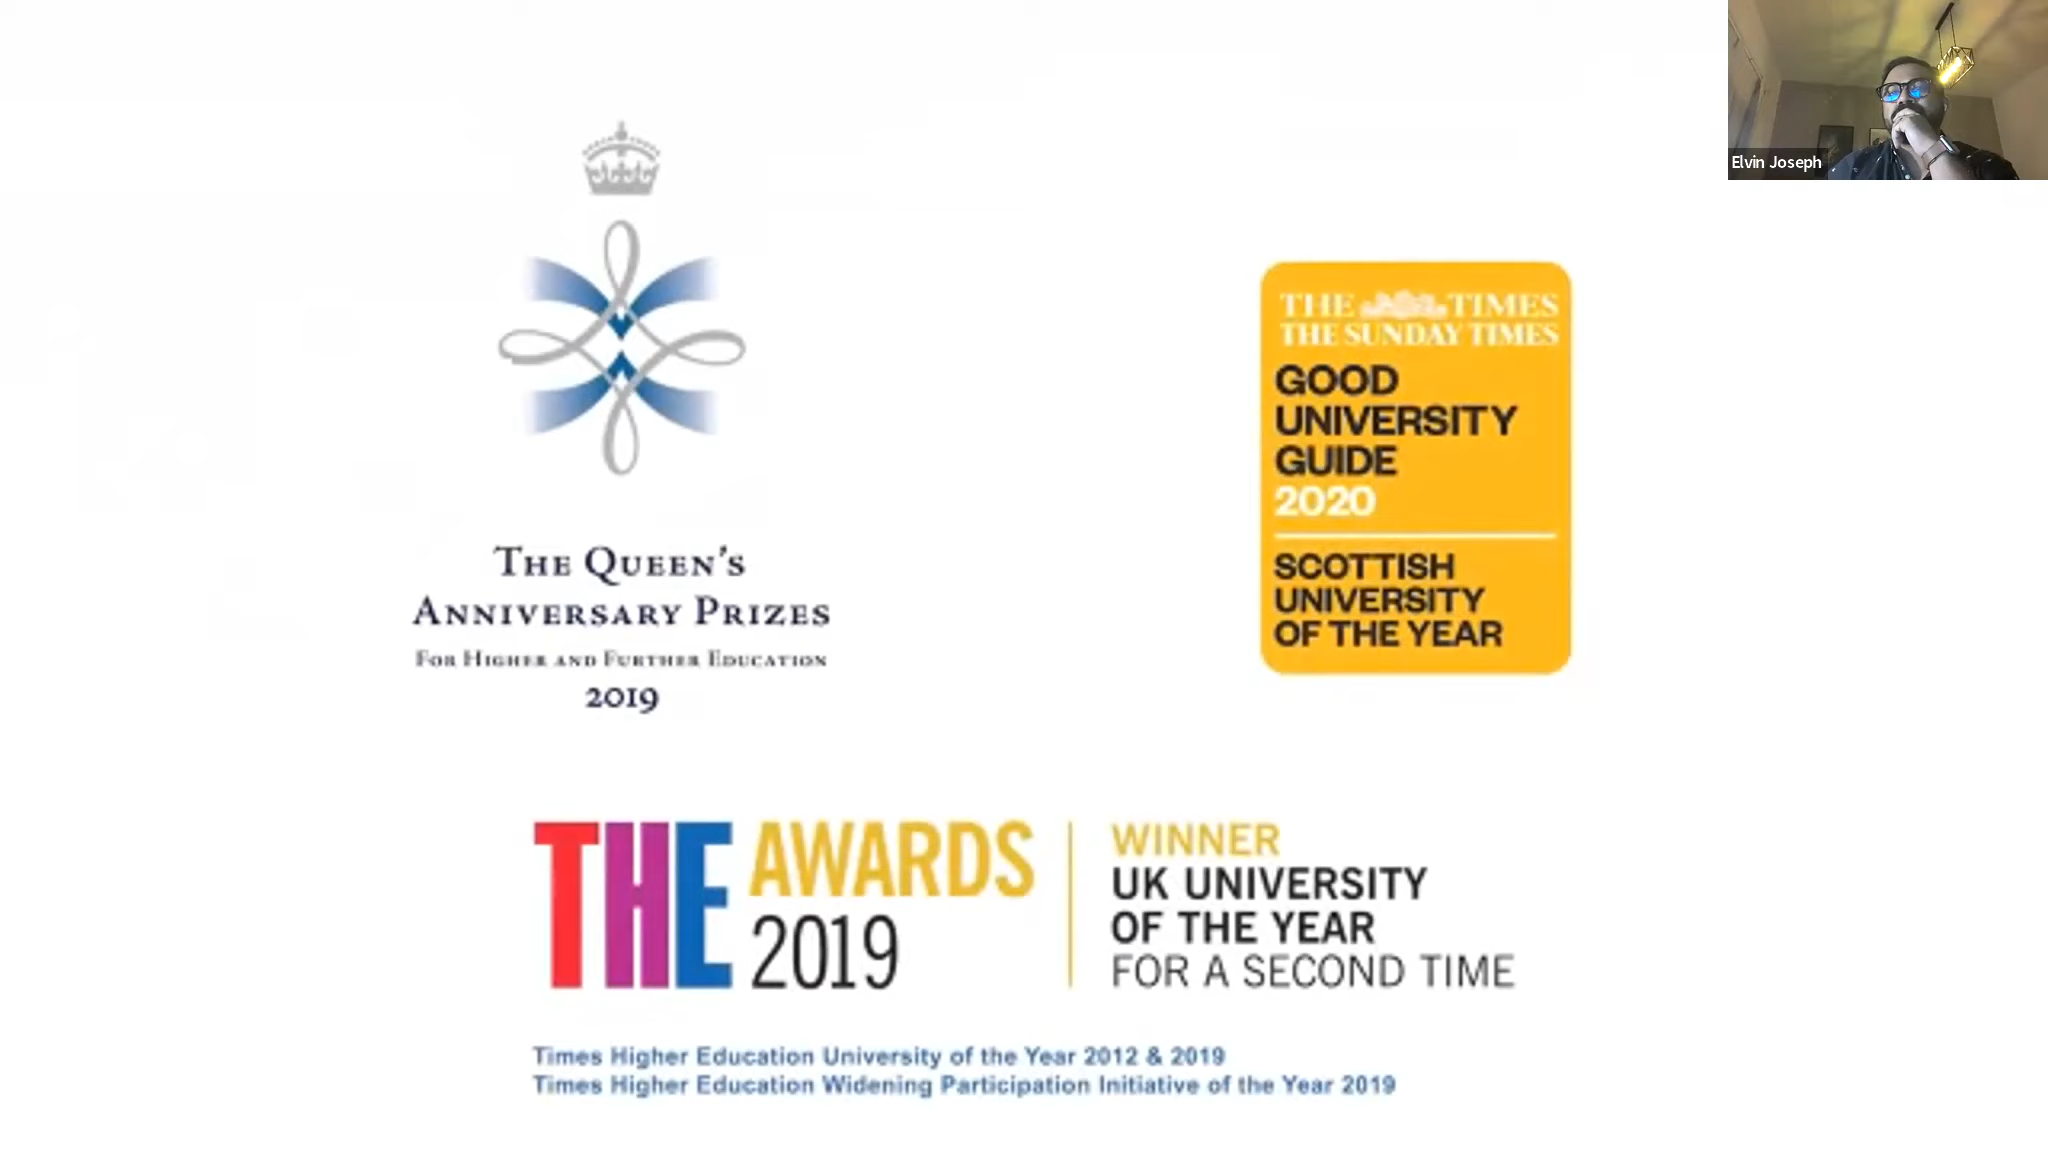 Elvin Joseph
THE QUEEN'S
ANNIVERSARY PRIZES
FOR HIGHER AND FURTHER EDUCATION
2019
THE TIMES
THE SUNDAY TIMES
GOOD
UNIVERSITY
GUIDE
2020
SCOTTISH
UNIVERSITY
OF THE YEAR
THE AWARDS
2019
WINNER
UK UNIVERSITY
OF THE YEAR
FOR A SECOND TIME
Times Higher Education University of the Year 2012 & 2019
Times Higher Education Widening Participation Initiative of the Year 2019